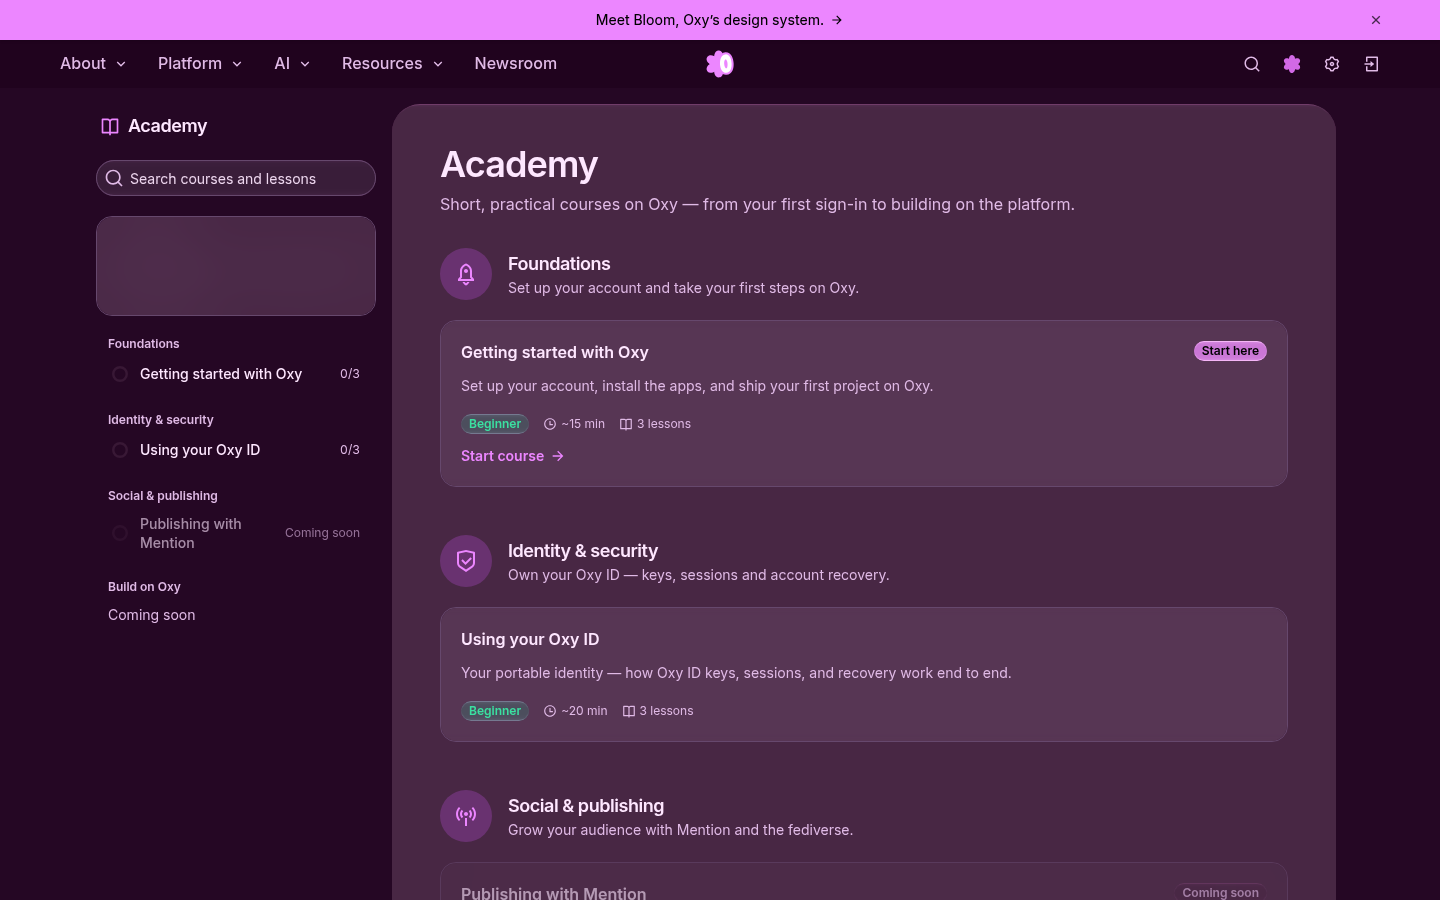 Meet Bloom, Oxy's design system. →
About
Platform
AI
Resources
Newsroom
Academy
Search courses and lessons
Foundations
Getting started with Oxy 0/3
Identity & security
Using your Oxy ID 0/3
Social & publishing
Publishing with
Mention
Coming soon
Build on Oxy
Coming soon
Academy
Short, practical courses on Oxy — from your first sign-in to building on the platform.
Foundations
Set up your account and take your first steps on Oxy.
Getting started with Oxy
Start here
Set up your account, install the apps, and ship your first project on Oxy.
Beginner ~15 min 3 lessons
Start course →
Identity & security
Own your Oxy ID — keys, sessions and account recovery.
Using your Oxy ID
Your portable identity — how Oxy ID keys, sessions, and recovery work end to end.
Beginner ~20 min 3 lessons
Social & publishing
Grow your audience with Mention and the fediverse.
Publishing with Mention
Coming soon